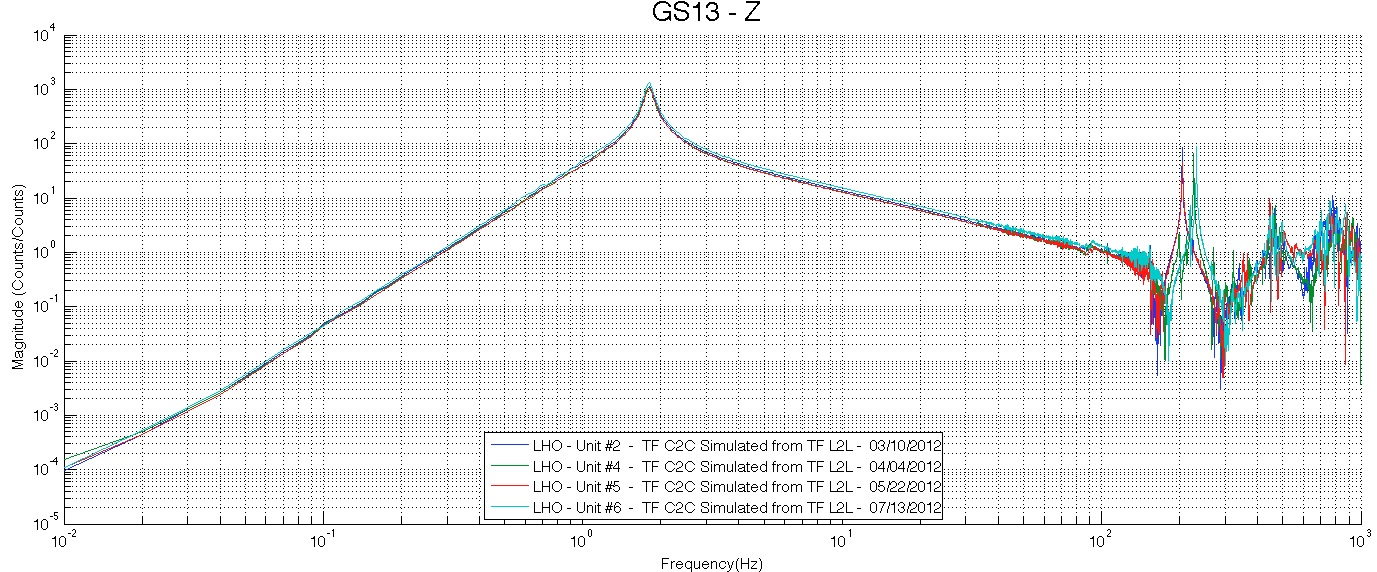 GS13 - Z
Magnitude (Counts/Counts)
10^4
10^3
10^2
10^1
10^0
10^-1
10^-2
10^-3
10^-4
10^-5
LHO - Unit #2 - TF C2C Simulated from TF L2L - 03/10/2012
LHO - Unit #4 - TF C2C Simulated from TF L2L - 04/04/2012
LHO - Unit #5 - TF C2C Simulated from TF L2L - 05/22/2012
LHO - Unit #6 - TF C2C Simulated from TF L2L - 07/13/2012
10^-2 10^-1 10^0 10^1 10^2 10^3
Frequency(Hz)